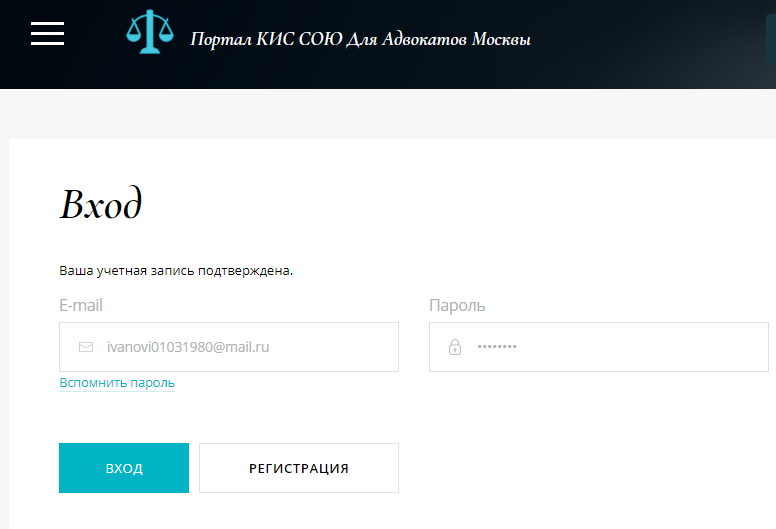 Портал КИС СОЮ Для Адвокатов Москвы
Вход
Ваша учетная запись подтверждена.
E-mail
Пароль
ivanovi01031980@mail.ru
••••••••
Вспомнить пароль
ВХОД
РЕГИСТРАЦИЯ